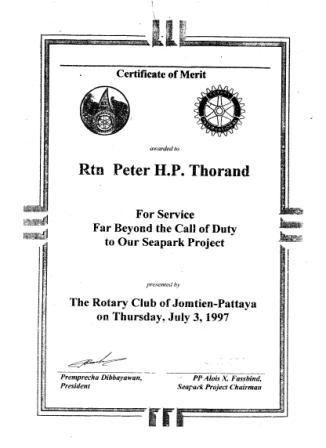 Certificate of Merit
awarded to
Rtn Peter H.P. Thorand
For Service
Far Beyond the Call of Duty
to Our Seapark Project
presented by
The Rotary Club of Jomtien-Pattaya
on Thursday, July 3, 1997
Premprecha Dibbayawan,
President
PP Alois X. Fassbind,
Seapark Project Chairman